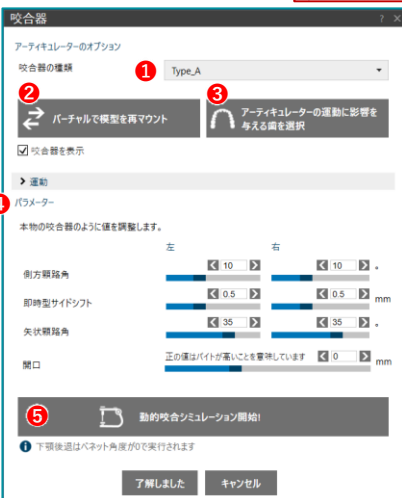 咬合器 ? ×
アーティキュレーターのオプション
咬合器の種類 1 Type_A
2 3
バーチャルで模型を再マウント アーティキュレーターの運動に影響を
与える歯を選択
咬合器を表示
運動
4 パラメーター
本物の咬合器のように値を調整します。
左 右
側方顆路角 10 10 °
即時型サイドシフト 0.5 0.5 mm
矢状顆路角 35 35 °
開口 正の値はバイトが高いことを意味しています 0 mm
5 動的咬合シミュレーション開始!
下顎後退はベネット角度が0で実行されます
了解しました キャンセル